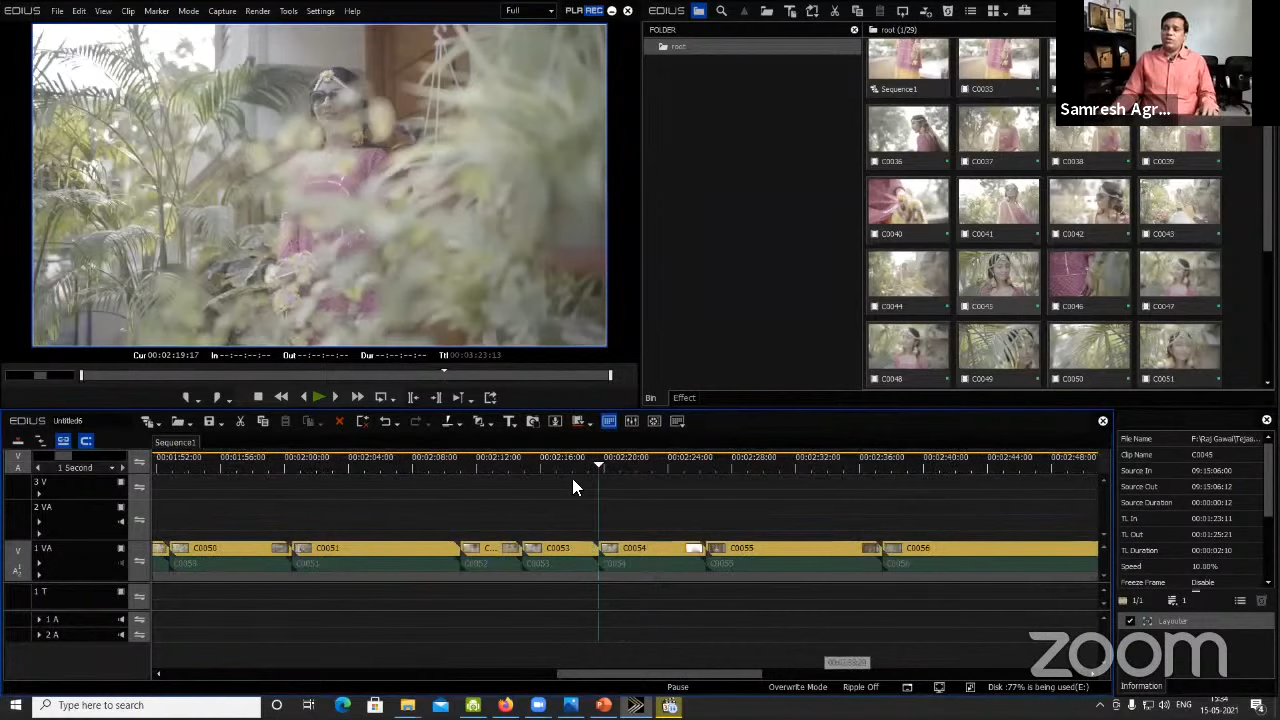 EDIUS File Edit View Clip Marker Mode Capture Render Tools Settings Help Full PLR REC
EDIUS
FOLDER
root
root (1/29)
Sequence1 C0033
C0036 C0037 C0038 C0039
C0040 C0041 C0042 C0043
C0044 C0045 C0046 C0047
C0048 C0049 C0050 C0051
Samresh Agr...
Cur 00:02:19:17 In --:--:--:-- Out --:--:--:-- Dur --:--:--:-- Ttl 00:03:23:13
Bin Effect
EDIUS Untitled6
Sequence1
V
A
1 Second
00:01:52:00 00:01:56:00 00:02:00:00 00:02:04:00 00:02:08:00 00:02:12:00 00:02:16:00 00:02:20:00 00:02:24:00 00:02:28:00 00:02:32:00 00:02:36:00 00:02:40:00 00:02:44:00 00:02:48:00
3 V
2 VA
V 1 VA
C0050 C0051 C... C0053 C0054 C0055 C0056
C0050 C0051 C0052 C0053 C0054 C0055 C0056
1 T
1 A
2 A
Pause Overwrite Mode Ripple Off Disk :77% is being used(E:)
File Name F:\Raj Gawai\Tejas...
Clip Name C0045
Source In 09:15:06:00
Source Out 09:15:06:12
Source Duration 00:00:00:12
TL In 00:01:23:11
TL Out 00:01:25:21
TL Duration 00:00:02:10
Speed 10.00%
Freeze Frame Disable
1/1 1
Layouter
Information
zoom
Type here to search
ENG
15:34
15-05-2021
4